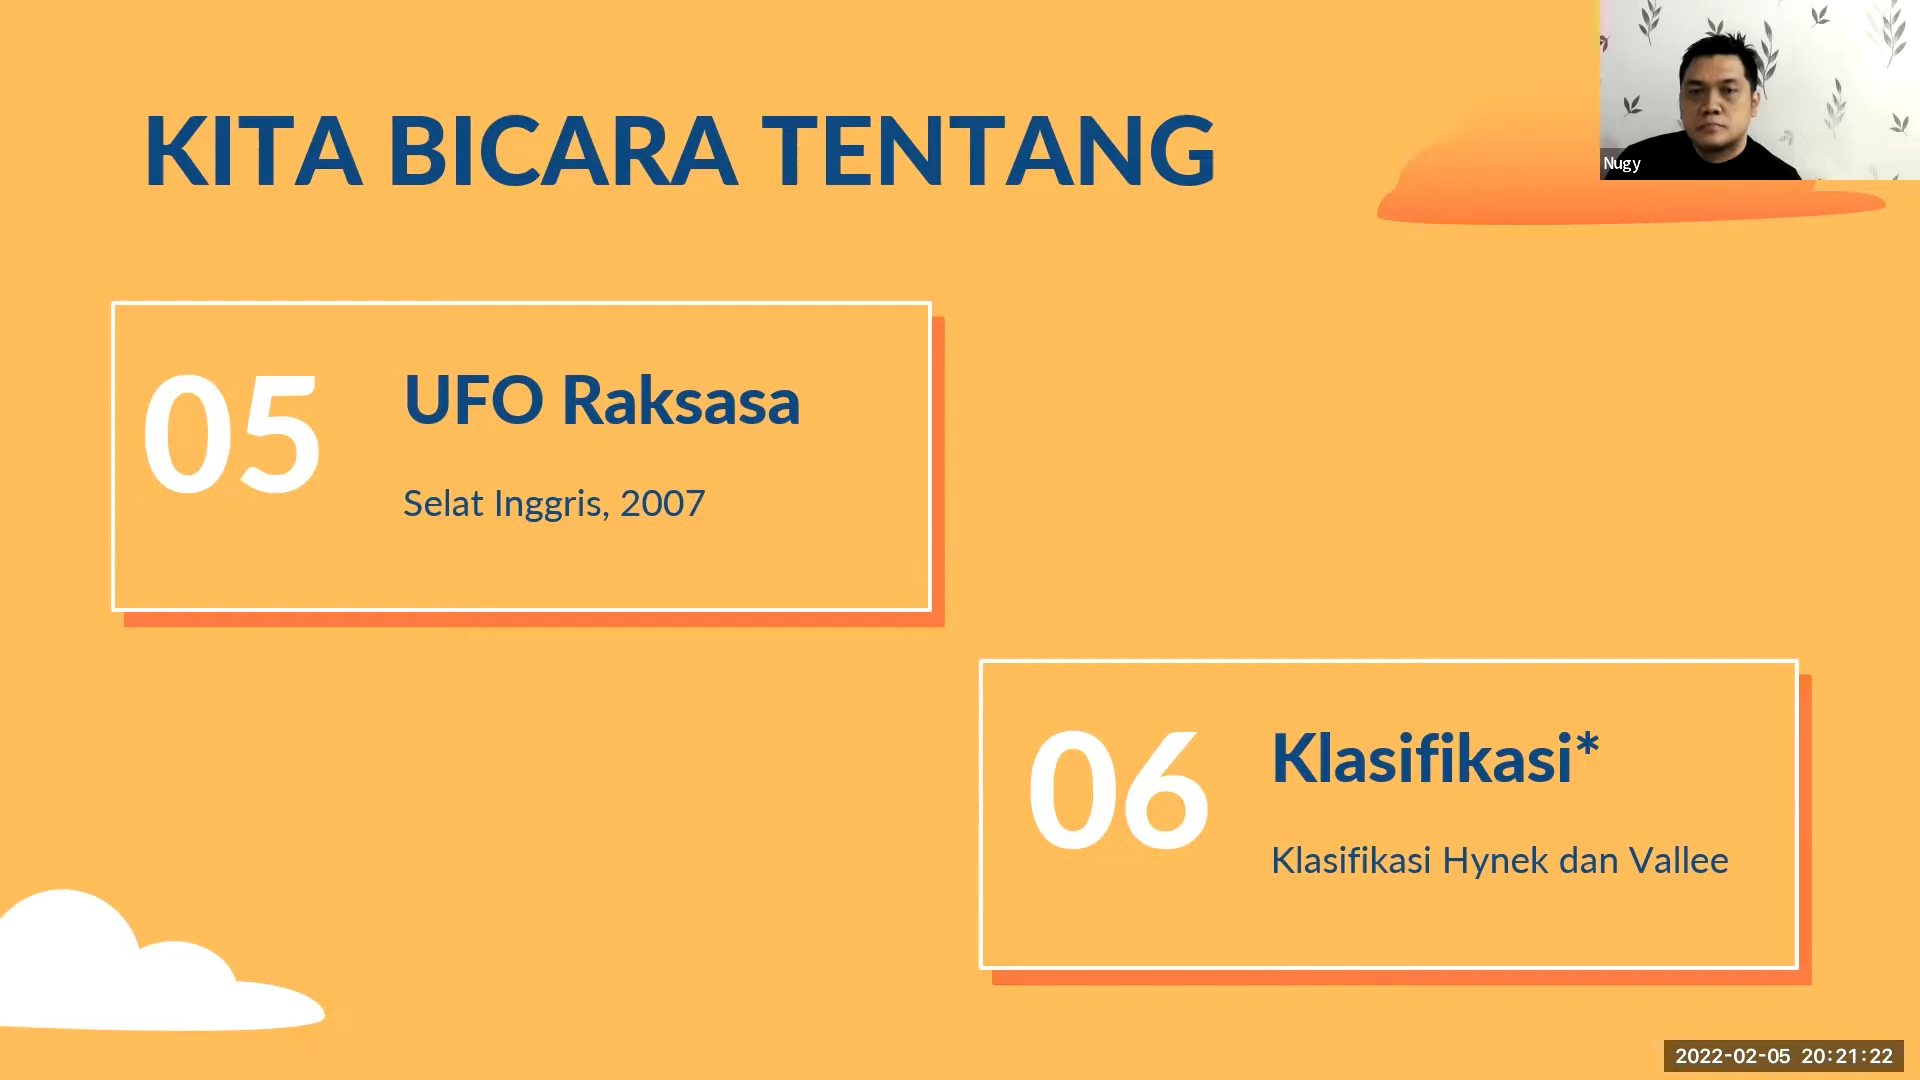 KITA BICARA TENTANG
Nugy
05
UFO Raksasa
Selat Inggris, 2007
06
Klasifikasi*
Klasifikasi Hynek dan Vallee
2022-02-05 20:21:22